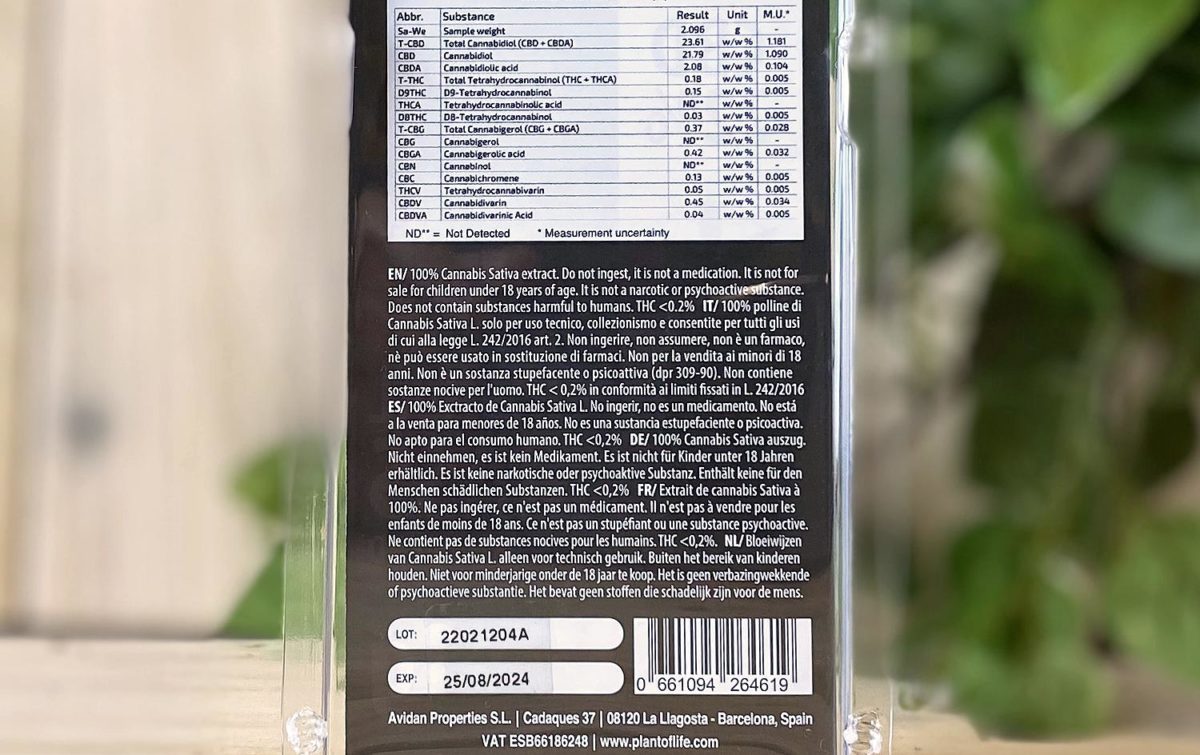 Abbr. Substance Result Unit M.U.*
Sa-We Sample weight 2.096 g -
T-CBD Total Cannabidiol (CBD + CBDA) 23.61 w/w % 1.181
CBD Cannabidiol 21.79 w/w % 1.090
CBDA Cannabidiolic acid 2.08 w/w % 0.104
T-THC Total Tetrahydrocannabinol (THC + THCA) 0.18 w/w % 0.005
D9THC D9-Tetrahydrocannabinol 0.15 w/w % 0.005
THCA Tetrahydrocannabinolic acid ND** w/w % -
D8THC D8-Tetrahydrocannabinol 0.03 w/w % 0.005
T-CBG Total Cannabigerol (CBG + CBGA) 0.37 w/w % 0.028
CBG Cannabigerol ND** w/w % -
CBGA Cannabigerolic acid 0.42 w/w % 0.032
CBN Cannabinol ND** w/w % -
CBC Cannabichromene 0.13 w/w % 0.005
THCV Tetrahydrocannabivarin 0.05 w/w % 0.005
CBDV Cannabidivarin 0.45 w/w % 0.034
CBDVA Cannabidivarinic Acid 0.04 w/w % 0.005
ND** = Not Detected * Measurement uncertainty
EN/ 100% Cannabis Sativa extract. Do not ingest, it is not a medication. It is not for
sale for children under 18 years of age. It is not a narcotic or psychoactive substance.
Does not contain substances harmful to humans. THC <0.2% IT/ 100% polline di
Cannabis Sativa L. solo per uso tecnico, collezionismo e consentite per tutti gli usi
di cui alla legge L. 242/2016 art. 2. Non ingerire, non assumere, non è un farmaco,
nè può essere usato in sostituzione di farmaci. Non per la vendita ai minori di 18
anni. Non è un sostanza stupefacente o psicoattiva (dpr 309-90). Non contiene
sostanze nocive per l'uomo. THC < 0,2% in conformità ai limiti fissati in L. 242/2016
ES/ 100% Exctracto de Cannabis Sativa L. No ingerir, no es un medicamento. No está
a la venta para menores de 18 años. No es una sustancia estupefaciente o psicoactiva.
No apto para el consumo humano. THC <0,2% DE/ 100% Cannabis Sativa auszug.
Nicht einnehmen, es ist kein Medikament. Es ist nicht für Kinder unter 18 Jahren
erhältlich. Es ist keine narkotische oder psychoaktive Substanz. Enthält keine für den
Menschen schädlichen Substanzen. THC <0,2% FR/ Extrait de cannabis Sativa à
100%. Ne pas ingérer, ce n'est pas un médicament. Il n'est pas à vendre pour les
enfants de moins de 18 ans. Ce n'est pas un stupéfiant ou une substance psychoactive.
Ne contient pas de substances nocives pour les humains. THC <0,2%. NL/ Bloeiwijzen
van Cannabis Sativa L. alleen voor technisch gebruik. Buiten het bereik van kinderen
houden. Niet voor minderjarige onder de 18 jaar te koop. Het is geen verbazingwekkende
of psychoactieve substantie. Het bevat geen stoffen die schadelijk zijn voor de mens.
LOT: 22021204A
EXP: 25/08/2024
0 661094 264619
Avidan Properties S.L. | Cadaques 37 | 08120 La Llagosta - Barcelona, Spain
VAT ESB66186248 | www.plantoflife.com